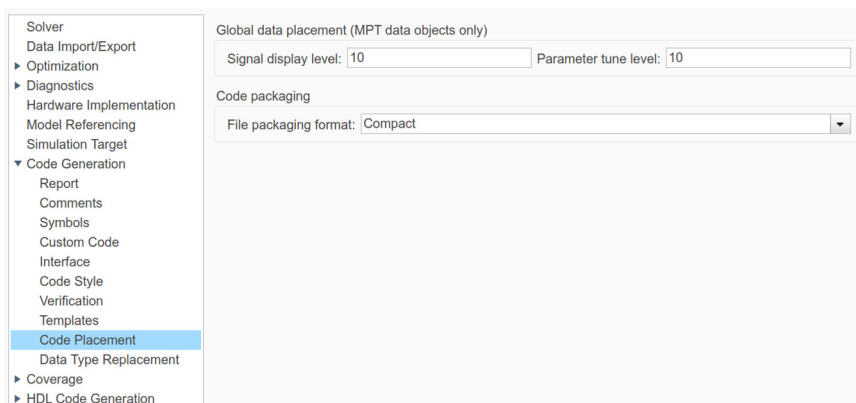 Solver
Data Import/Export
Optimization
Diagnostics
Hardware Implementation
Model Referencing
Simulation Target
Code Generation
Report
Comments
Symbols
Custom Code
Interface
Code Style
Verification
Templates
Code Placement
Data Type Replacement
Coverage
HDL Code Generation
Global data placement (MPT data objects only)
Signal display level: 10 Parameter tune level: 10
Code packaging
File packaging format: Compact